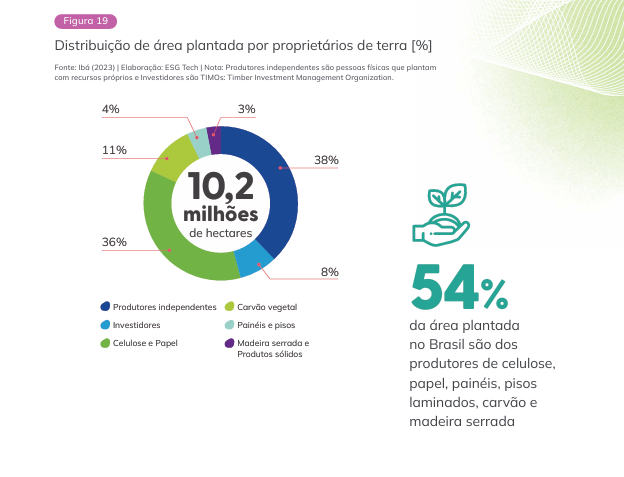 Figura 19
Distribuição de área plantada por proprietários de terra [%]
Fonte: Ibá (2023) | Elaboração: ESG Tech | Nota: Produtores independentes são pessoas físicas que plantam
com recursos próprios e Investidores são TIMOs: Timber Investment Management Organization.
4%
3%
11%
38%
10,2
milhões
de hectares
36%
8%
Produtores independentes
Carvão vegetal
Investidores
Painéis e pisos
Celulose e Papel
Madeira serrada e
Produtos sólidos
54%
da área plantada
no Brasil são dos
produtores de celulose,
papel, painéis, pisos
laminados, carvão e
madeira serrada